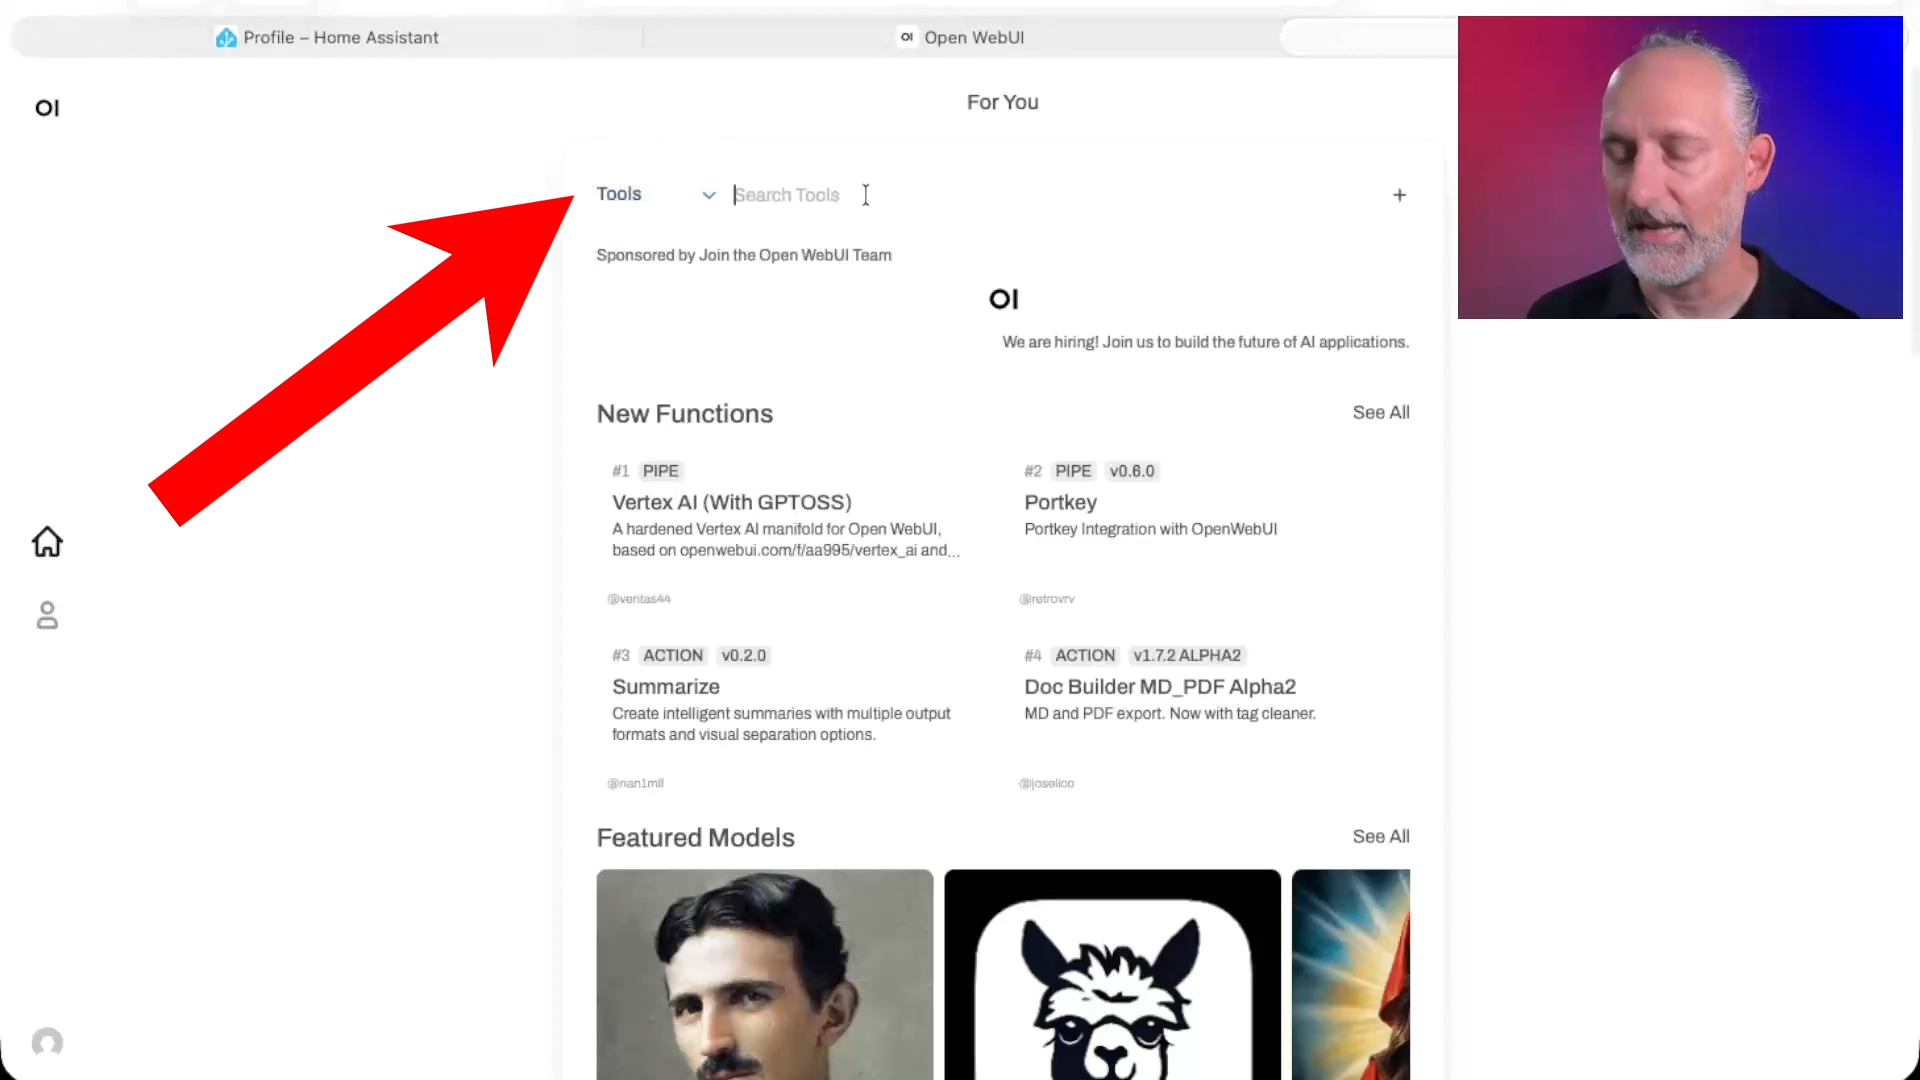 Profile – Home Assistant
OI Open WebUI
OI
For You
Tools
Search Tools
+
Sponsored by Join the Open WebUI Team
OI
We are hiring! Join us to build the future of AI applications.
New Functions
See All
#1 PIPE
Vertex AI (With GPTOSS)
A hardened Vertex AI manifold for Open WebUI,
based on openwebui.com/f/aa995/vertex_ai and...
@veritas44
#2 PIPE v0.6.0
Portkey
Portkey Integration with OpenWebUI
@retrovrv
#3 ACTION v0.2.0
Summarize
Create intelligent summaries with multiple output
formats and visual separation options.
@nan1mll
#4 ACTION v1.7.2 ALPHA2
Doc Builder MD_PDF Alpha2
MD and PDF export. Now with tag cleaner.
@joselico
Featured Models
See All